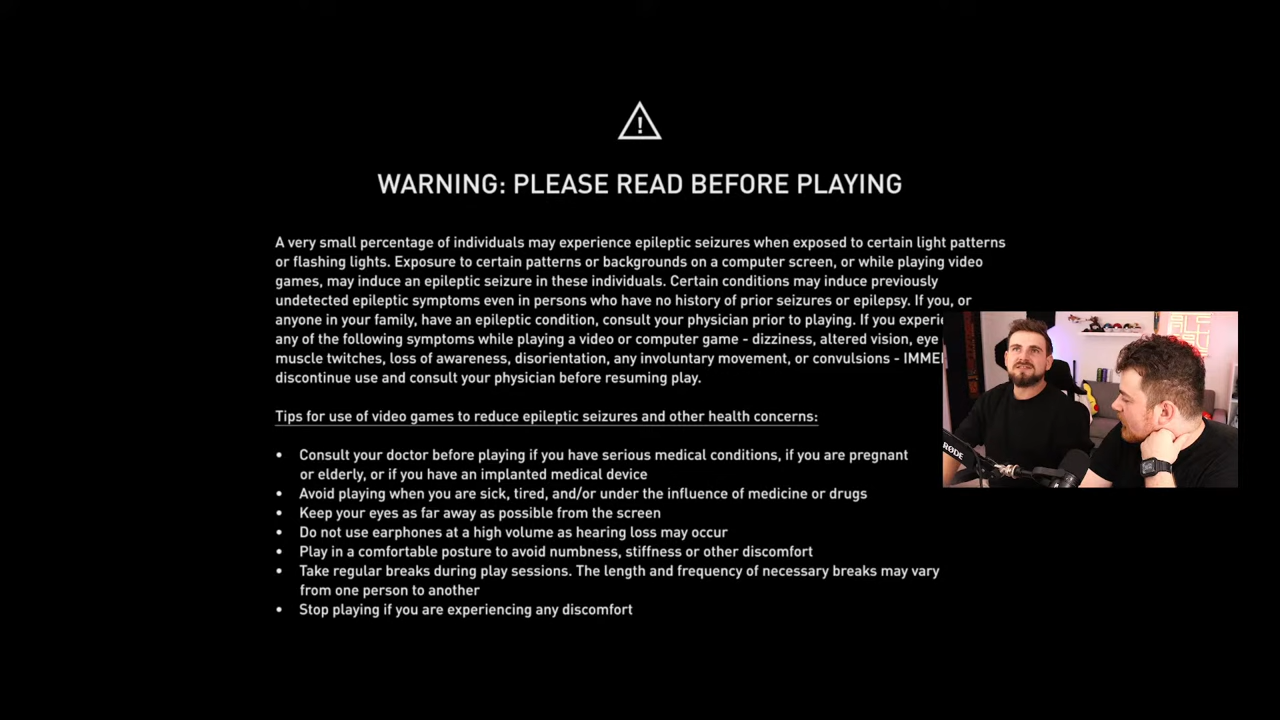 WARNING: PLEASE READ BEFORE PLAYING
A very small percentage of individuals may experience epileptic seizures when exposed to certain light patterns
or flashing lights. Exposure to certain patterns or backgrounds on a computer screen, or while playing video
games, may induce an epileptic seizure in these individuals. Certain conditions may induce previously
undetected epileptic symptoms even in persons who have no history of prior seizures or epilepsy. If you, or
anyone in your family, have an epileptic condition, consult your physician prior to playing. If you
any of the following symptoms while playing a video or computer game - dizziness, altered vision, eye
muscle twitches, loss of awareness, disorientation, any involuntary movement, or convulsions -
discontinue use and consult your physician before resuming play.
Tips for use of video games to reduce epileptic seizures and other health concerns:
• Consult your doctor before playing if you have serious medical conditions, if you are pregnant
or elderly, or if you have an implanted medical device
• Avoid playing when you are sick, tired, and/or under the influence of medicine or drugs
• Keep your eyes as far away as possible from the screen
• Do not use earphones at a high volume as hearing loss may occur
• Play in a comfortable posture to avoid numbness, stiffness or other discomfort
• Take regular breaks during play sessions. The length and frequency of necessary breaks may vary
from one person to another
• Stop playing if you are experiencing any discomfort
RØDE